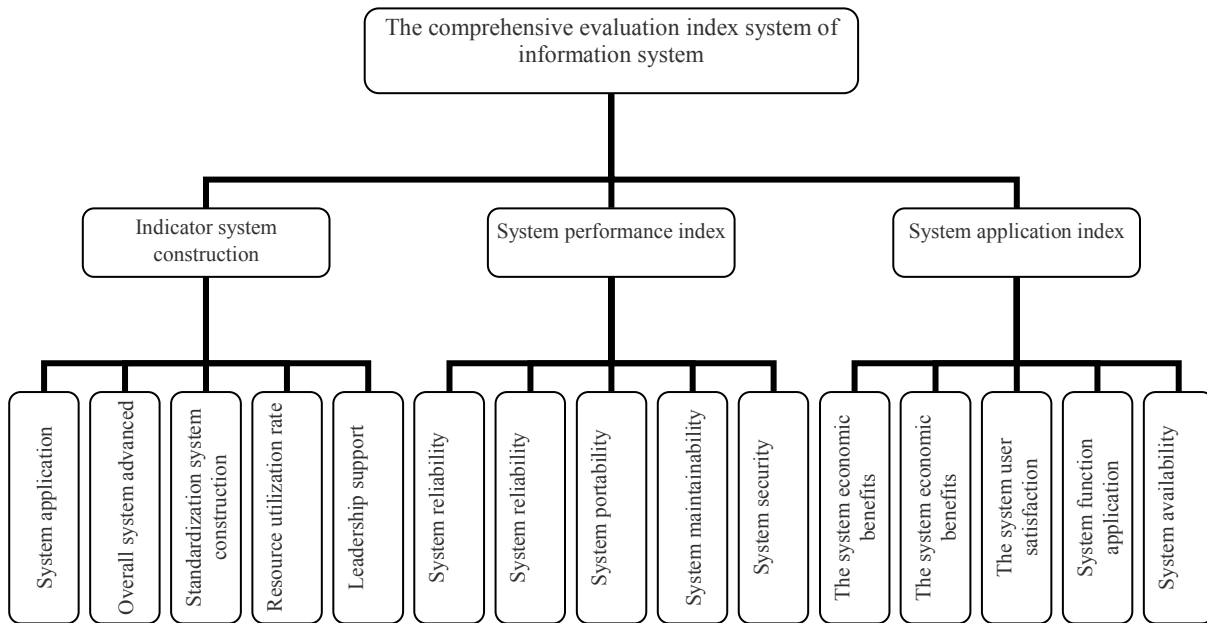 The comprehensive evaluation index system of
information system
Indicator system
construction
System performance index
System application index
System application
Overall system advanced
Standardization system
construction
Resource utilization rate
Leadership support
System reliability
System reliability
System portability
System maintainability
System security
The system economic
benefits
The system economic
benefits
The system user
satisfaction
System function
application
System availability